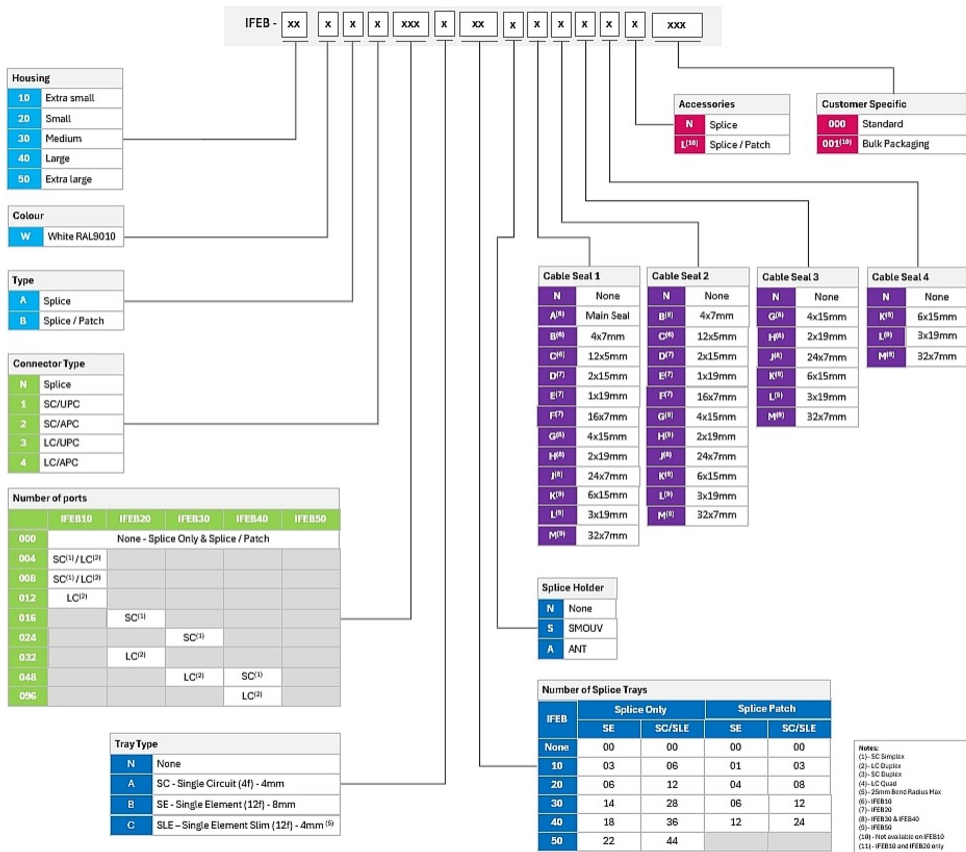 IFEB - xx x x x xxx x xx x x x x x x xxx
Housing
10 Extra small
20 Small
30 Medium
40 Large
50 Extra large
Colour
W White RAL9010
Type
A Splice
B Splice / Patch
Connector Type
N Splice
1 SC/UPC
2 SC/APC
3 LC/UPC
4 LC/APC
Number of ports
IFEB10 IFEB20 IFEB30 IFEB40 IFEB50
000 None - Splice Only & Splice / Patch
004 SC(1) / LC(2)
008 SC(1) / LC(2)
012 LC(2)
016 SC(1)
024 SC(1)
032 LC(2)
048 LC(2) SC(1)
096 LC(2)
Tray Type
N None
A SC - Single Circuit (4f) - 4mm
B SE - Single Element (12f) - 8mm
C SLE – Single Element Slim (12f) - 4mm (5)
Accessories
N Splice
L(10) Splice / Patch
Customer Specific
000 Standard
001(10) Bulk Packaging
Cable Seal 1
N None
A(6) Main Seal
B(6) 4x7mm
C(6) 12x5mm
D(7) 2x15mm
E(7) 1x19mm
F(7) 16x7mm
G(8) 4x15mm
H(8) 2x19mm
J(8) 24x7mm
K(9) 6x15mm
L(9) 3x19mm
M(9) 32x7mm
Cable Seal 2
N None
B(6) 4x7mm
C(6) 12x5mm
D(7) 2x15mm
E(7) 1x19mm
F(7) 16x7mm
G(8) 4x15mm
H(8) 2x19mm
J(8) 24x7mm
K(9) 6x15mm
L(9) 3x19mm
M(9) 32x7mm
Cable Seal 3
N None
G(8) 4x15mm
H(8) 2x19mm
J(8) 24x7mm
K(9) 6x15mm
L(9) 3x19mm
M(9) 32x7mm
Cable Seal 4
N None
K(9) 6x15mm
L(9) 3x19mm
M(9) 32x7mm
Splice Holder
N None
S SMOUV
A ANT
Number of Splice Trays
IFEB Splice Only Splice Patch
SE SC/SLE SE SC/SLE
None 00 00 00 00
10 03 06 01 03
20 06 12 04 08
30 14 28 06 12
40 18 36 12 24
50 22 44
Notes:
(1)- SC Simplex
(2)- LC Duplex
(3)- SC Duplex
(4)- LC Quad
(5)- 25mm Bend Radius Max
(6)- IFEB10
(7)- IFEB20
(8)- IFEB30 & IFEB40
(9)- IFEB50
(10)- Not available on IFEB10
(11)- IFEB10 and IFEB20 only